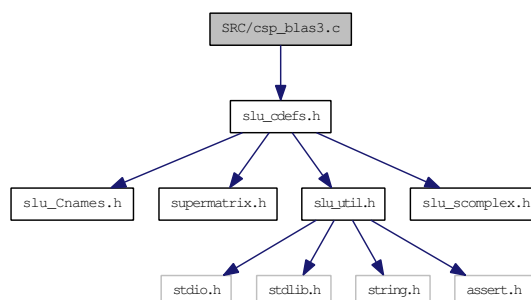 SRC/csp_blas3.c
slu_cdefs.h
slu_Cnames.h
supermatrix.h
slu_util.h
slu_scomplex.h
stdio.h
stdlib.h
string.h
assert.h